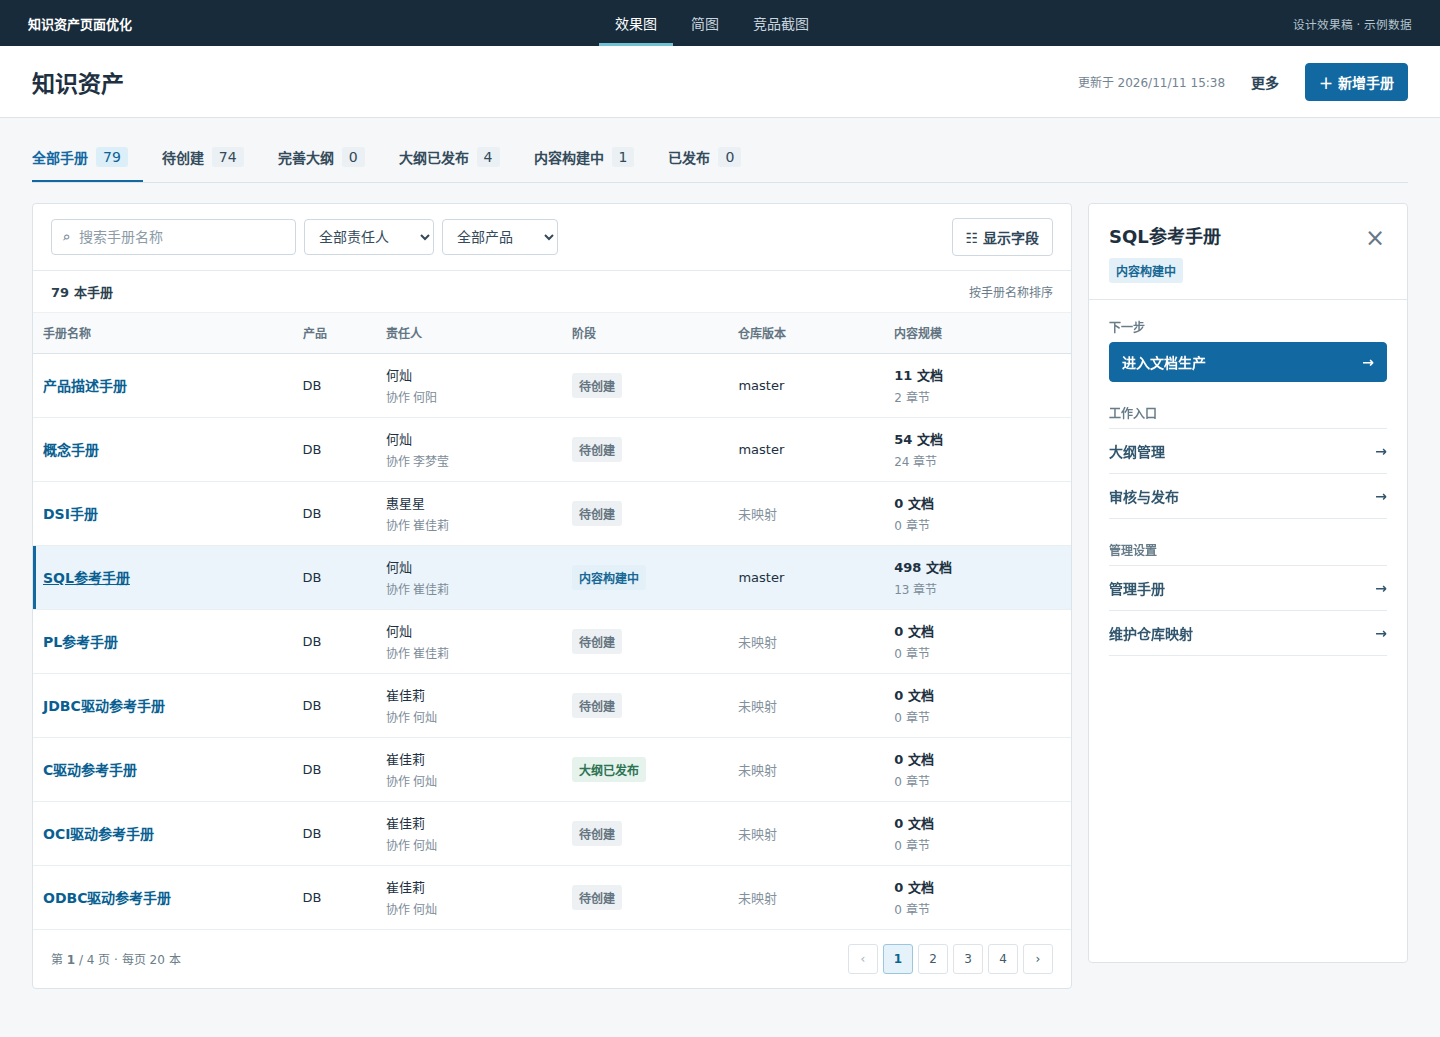 知识资产页面优化
效果图 简图 竞品截图
设计效果稿 · 示例数据
知识资产
更新于 2026/11/11 15:38 更多 + 新增手册
全部手册 79 待创建 74 完善大纲 0 大纲已发布 4 内容构建中 1 已发布 0
搜索手册名称 全部责任人 全部产品 显示字段
79 本手册 按手册名称排序
手册名称 产品 责任人 阶段 仓库版本 内容规模
产品描述手册 DB 何灿 待创建 master 11 文档
协作 何阳 2 章节
概念手册 DB 何灿 待创建 master 54 文档
协作 李梦莹 24 章节
DSI手册 DB 惠星星 待创建 未映射 0 文档
协作 崔佳莉 0 章节
SQL参考手册 DB 何灿 内容构建中 master 498 文档
协作 崔佳莉 13 章节
PL参考手册 DB 何灿 待创建 未映射 0 文档
协作 崔佳莉 0 章节
JDBC驱动参考手册 DB 崔佳莉 待创建 未映射 0 文档
协作 何灿 0 章节
C驱动参考手册 DB 崔佳莉 大纲已发布 未映射 0 文档
协作 何灿 0 章节
OCI驱动参考手册 DB 崔佳莉 待创建 未映射 0 文档
协作 何灿 0 章节
ODBC驱动参考手册 DB 崔佳莉 待创建 未映射 0 文档
协作 何灿 0 章节
第 1 / 4 页 · 每页 20 本 ‹ 1 2 3 4 ›
SQL参考手册 ×
内容构建中
下一步
进入文档生产 →
工作入口
大纲管理 →
审核与发布 →
管理设置
管理手册 →
维护仓库映射 →